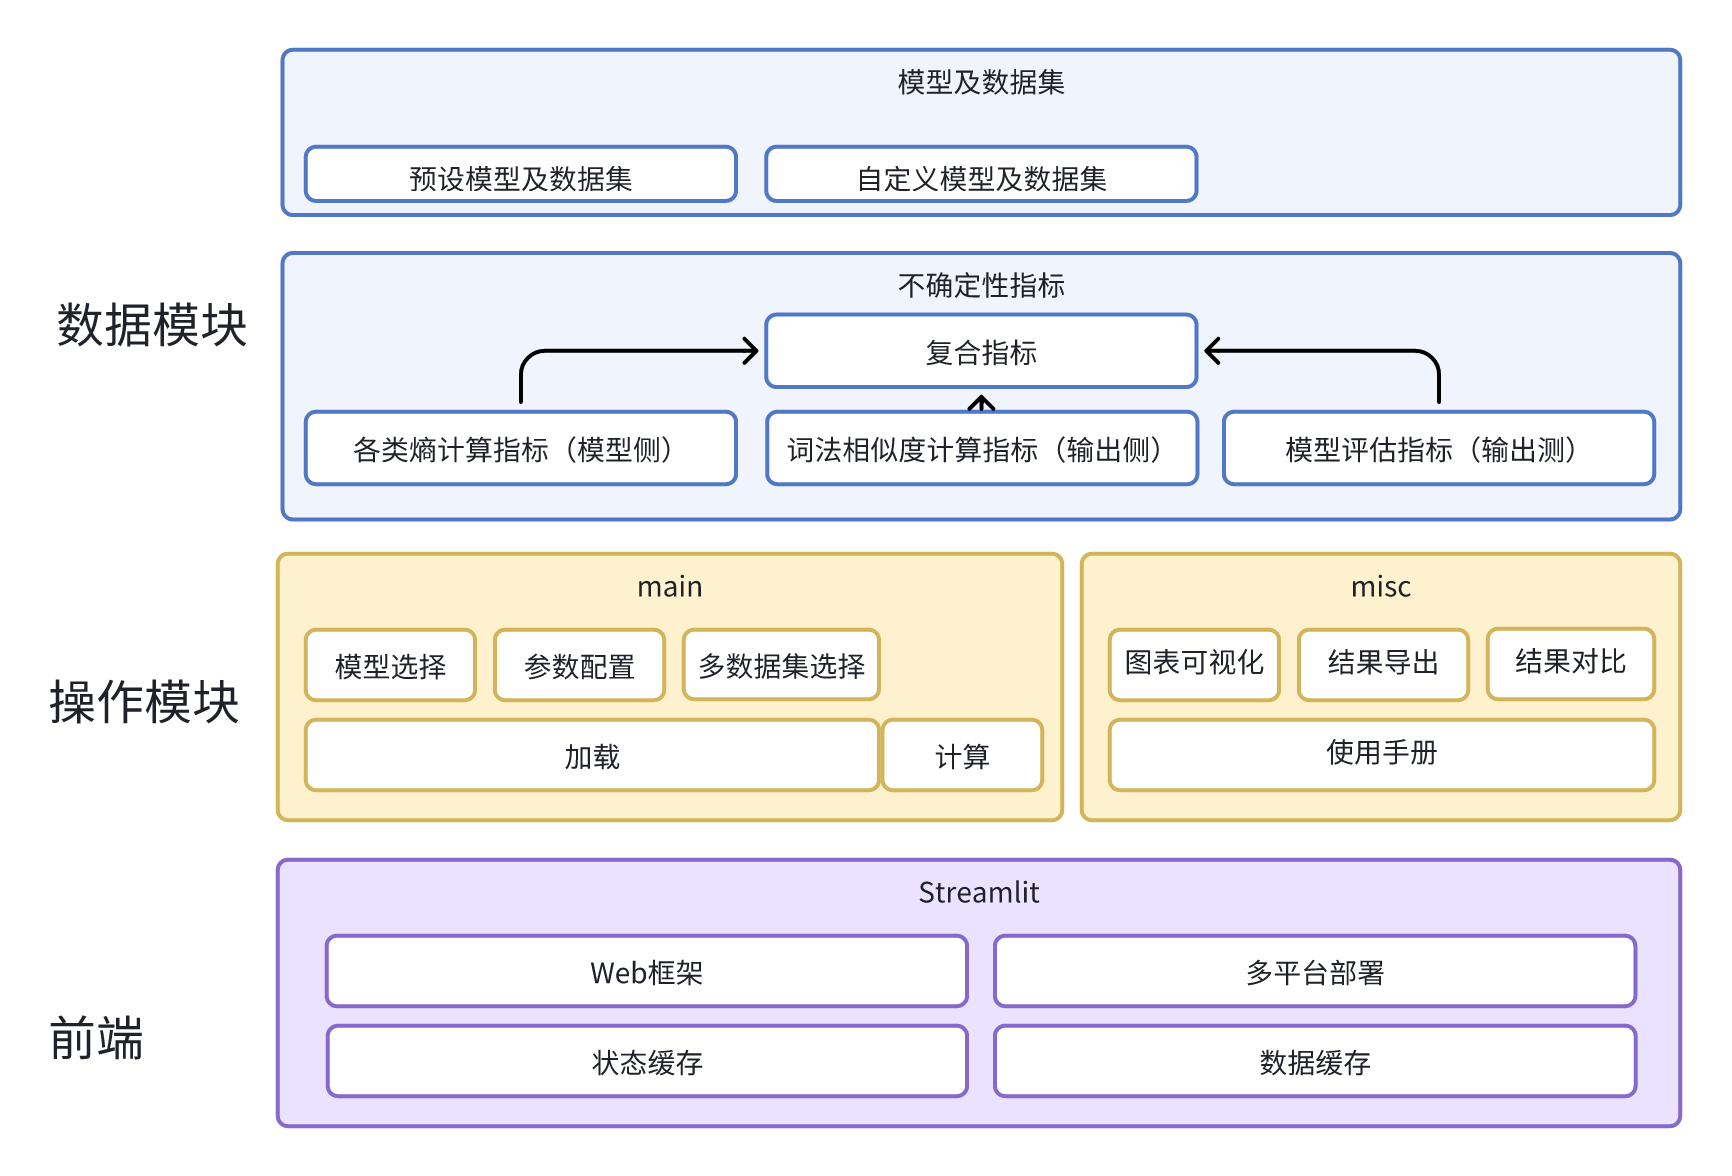 模型及数据集
预设模型及数据集
自定义模型及数据集
数据模块
不确定性指标
复合指标
各类熵计算指标（模型侧）
词法相似度计算指标（输出侧）
模型评估指标（输出测）
操作模块
main
模型选择
参数配置
多数据集选择
加载
计算
misc
图表可视化
结果导出
结果对比
使用手册
前端
Streamlit
Web框架
多平台部署
状态缓存
数据缓存